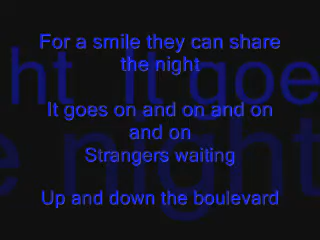 For a smile they can share
the night
It goes on and on and on
and on
Strangers waiting
Up and down the boulevard